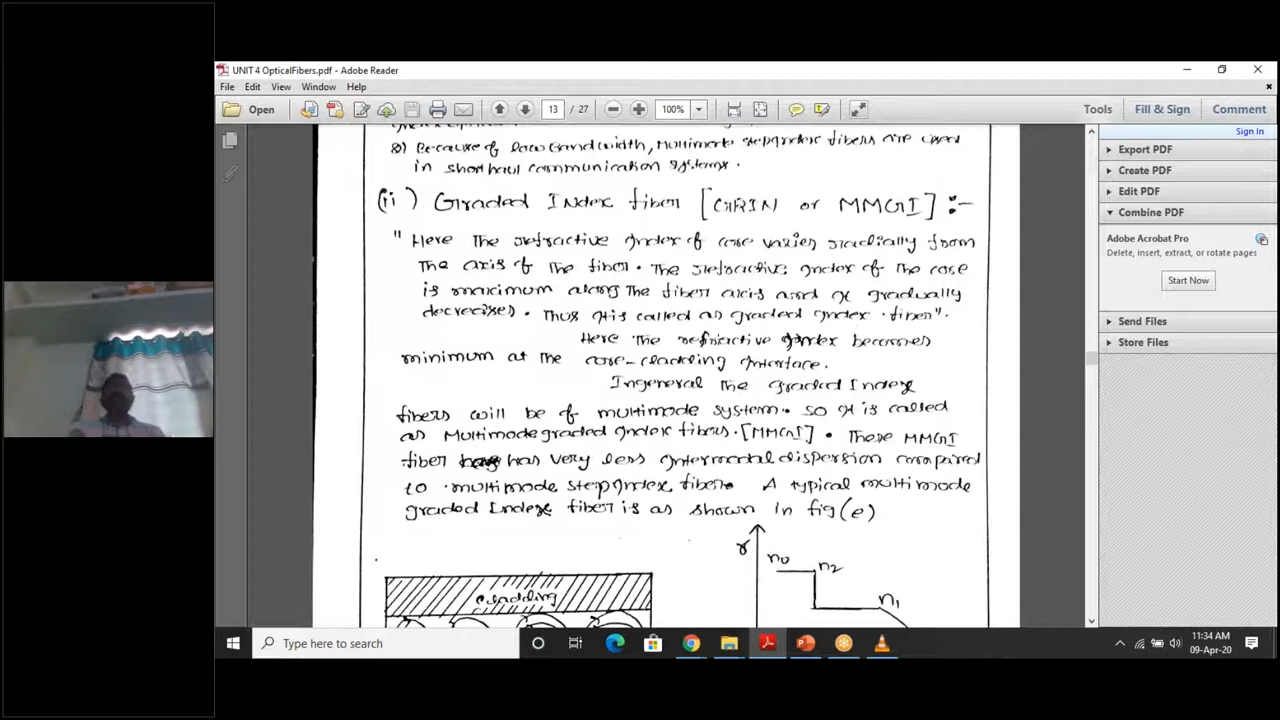 UNIT 4 OpticalFibers.pdf - Adobe Reader
File Edit View Window Help
Open 13 / 27 100% Tools Fill & Sign Comment
Sign In
Export PDF
Create PDF
Edit PDF
Combine PDF
Adobe Acrobat Pro
Delete, insert, extract, or rotate pages
Start Now
Send Files
Store Files
8) Because of low bandwidth, Multimode stepindex fibers are used
in short haul communication systems.
(ii) Graded Index fiber [GRIN or MMGI] :-
" Here The refractive index of core varies radially from
The axis of The fiber. The refractive index of The core
is maximum along The fiber axis and it gradually
decreases. Thus it is called as graded index fiber".
Here The refractive index becomes
minimum at the core-cladding interface.
Ingeneral The graded Index
fibers will be of multimode system. so it is called
as Multimode graded index fibers. [MMGI]. These MMGI
fiber has very less intermodal dispersion compared
to multimode stepindex fiber. A typical multimode
graded Index fiber is as shown in fig(e)
r n0 n2
cladding n1
Type here to search
11:34 AM
09-Apr-20